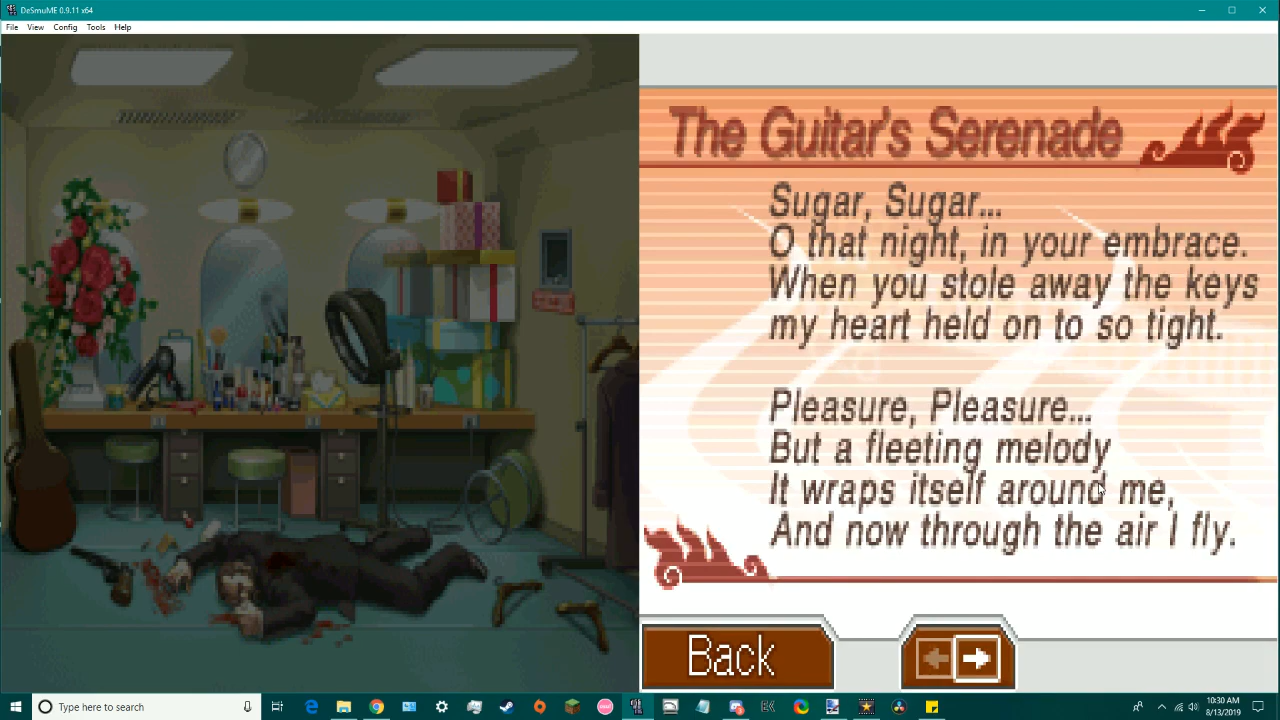 DeSmuME 0.9.11 x64
File View Config Tools Help
The Guitar's Serenade
Sugar, Sugar...
O that night, in your embrace.
When you stole away the keys
my heart held on to so tight.
Pleasure, Pleasure...
But a fleeting melody
It wraps itself around me,
And now through the air I fly.
Back
Type here to search
10:30 AM
8/13/2019